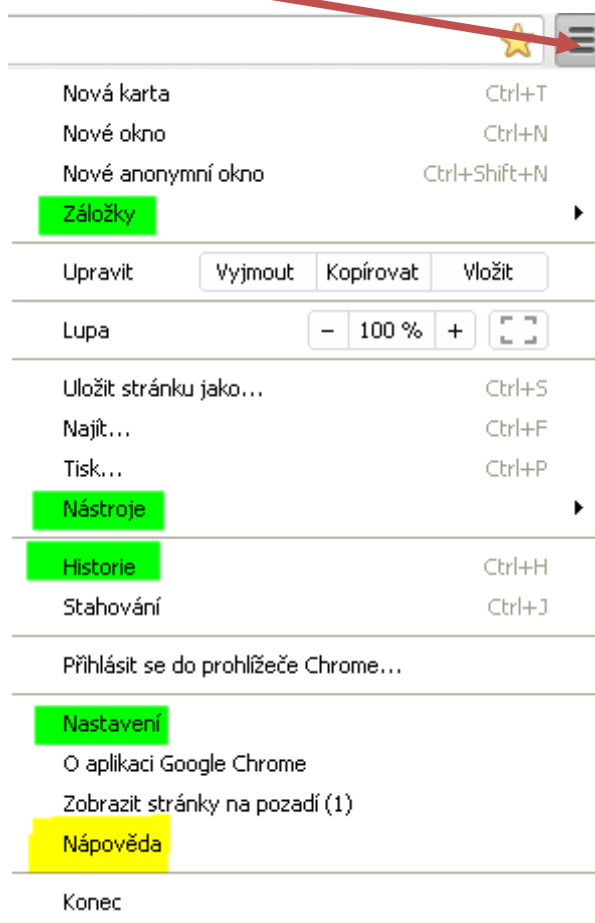 Nová karta Ctrl+T
Nové okno Ctrl+N
Nové anonymní okno Ctrl+Shift+N
Záložky
Upravit Vyjmout Kopírovat Vložit
Lupa − 100 % +
Uložit stránku jako... Ctrl+S
Najít... Ctrl+F
Tisk... Ctrl+P
Nástroje
Historie Ctrl+H
Stahování Ctrl+J
Přihlásit se do prohlížeče Chrome...
Nastavení
O aplikaci Google Chrome
Zobrazit stránky na pozadí (1)
Nápověda
Konec